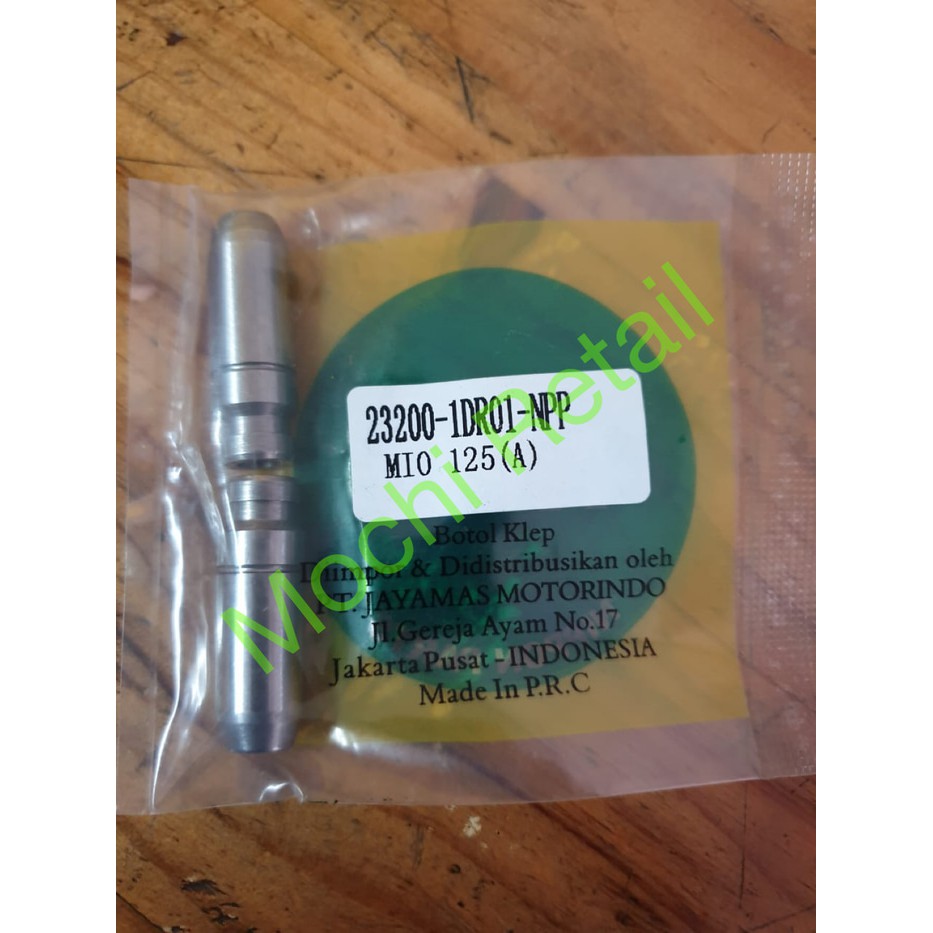 23200-1DR01-NPP
MIO 125(A)
Botol Klep
Diimpor & Didistribusikan oleh
PT. JAYAMAS MOTORINDO
Jl.Gereja Ayam No.17
Jakarta Pusat - INDONESIA
Made In P.R.C
Mochi Retail